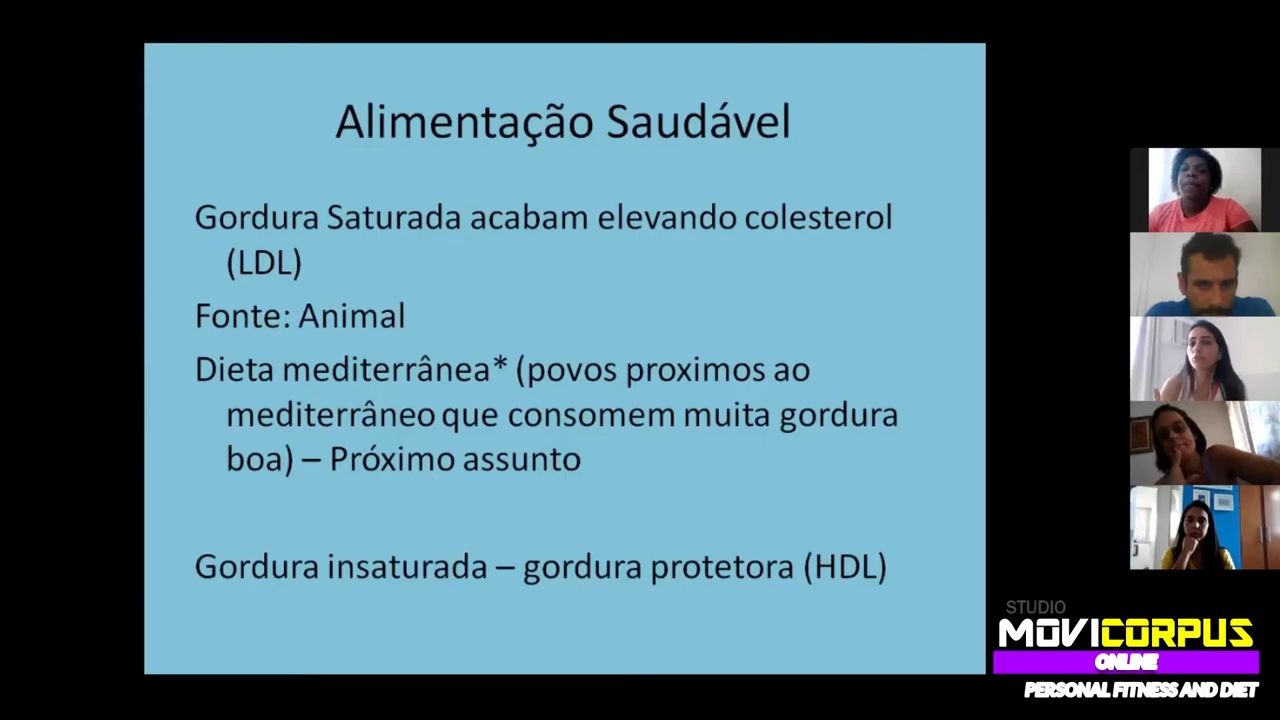 Alimentação Saudável
Gordura Saturada acabam elevando colesterol
(LDL)
Fonte: Animal
Dieta mediterrânea* (povos proximos ao
mediterrâneo que consomem muita gordura
boa) – Próximo assunto
Gordura insaturada – gordura protetora (HDL)
STUDIO
MOVICORPUS
ONLINE
PERSONAL FITNESS AND DIET